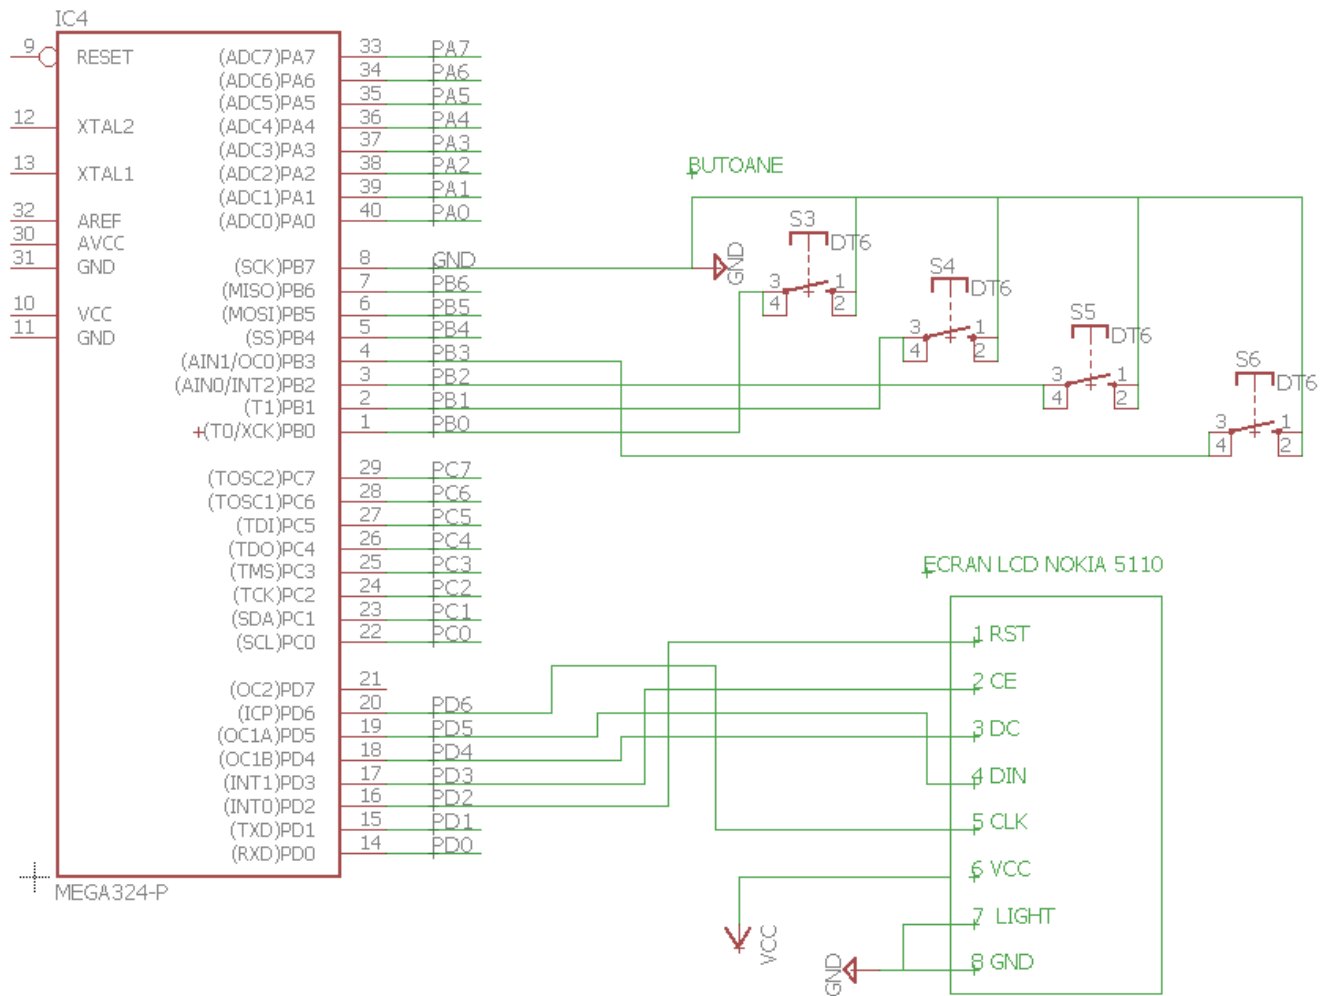 IC4
9 RESET (ADC7)PA7 33 PA7
(ADC6)PA6 34 PA6
(ADC5)PA5 35 PA5
12 XTAL2 (ADC4)PA4 36 PA4
(ADC3)PA3 37 PA3
13 XTAL1 (ADC2)PA2 38 PA2
(ADC1)PA1 39 PA1
32 AREF (ADC0)PA0 40 PA0
30 AVCC
31 GND (SCK)PB7 8 GND
(MISO)PB6 7 PB6
10 VCC (MOSI)PB5 6 PB5
11 GND (SS)PB4 5 PB4
(AIN1/OC0)PB3 4 PB3
(AIN0/INT2)PB2 3 PB2
(T1)PB1 2 PB1
(T0/XCK)PB0 1 PB0
(TOSC2)PC7 29 PC7
(TOSC1)PC6 28 PC6
(TDI)PC5 27 PC5
(TDO)PC4 26 PC4
(TMS)PC3 25 PC3
(TCK)PC2 24 PC2
(SDA)PC1 23 PC1
(SCL)PC0 22 PC0
(OC2)PD7 21
(ICP)PD6 20 PD6
(OC1A)PD5 19 PD5
(OC1B)PD4 18 PD4
(INT1)PD3 17 PD3
(INT0)PD2 16 PD2
(TXD)PD1 15 PD1
(RXD)PD0 14 PD0
MEGA324-P
BUTOANE
GND
S3
DT6
3 1
4 2
S4
DT6
3 1
4 2
S5
DT6
3 1
4 2
S6
DT6
3 1
4 2
ECRAN LCD NOKIA 5110
1 RST
2 CE
3 DC
4 DIN
5 CLK
6 VCC
7 LIGHT
8 GND
VCC
GND